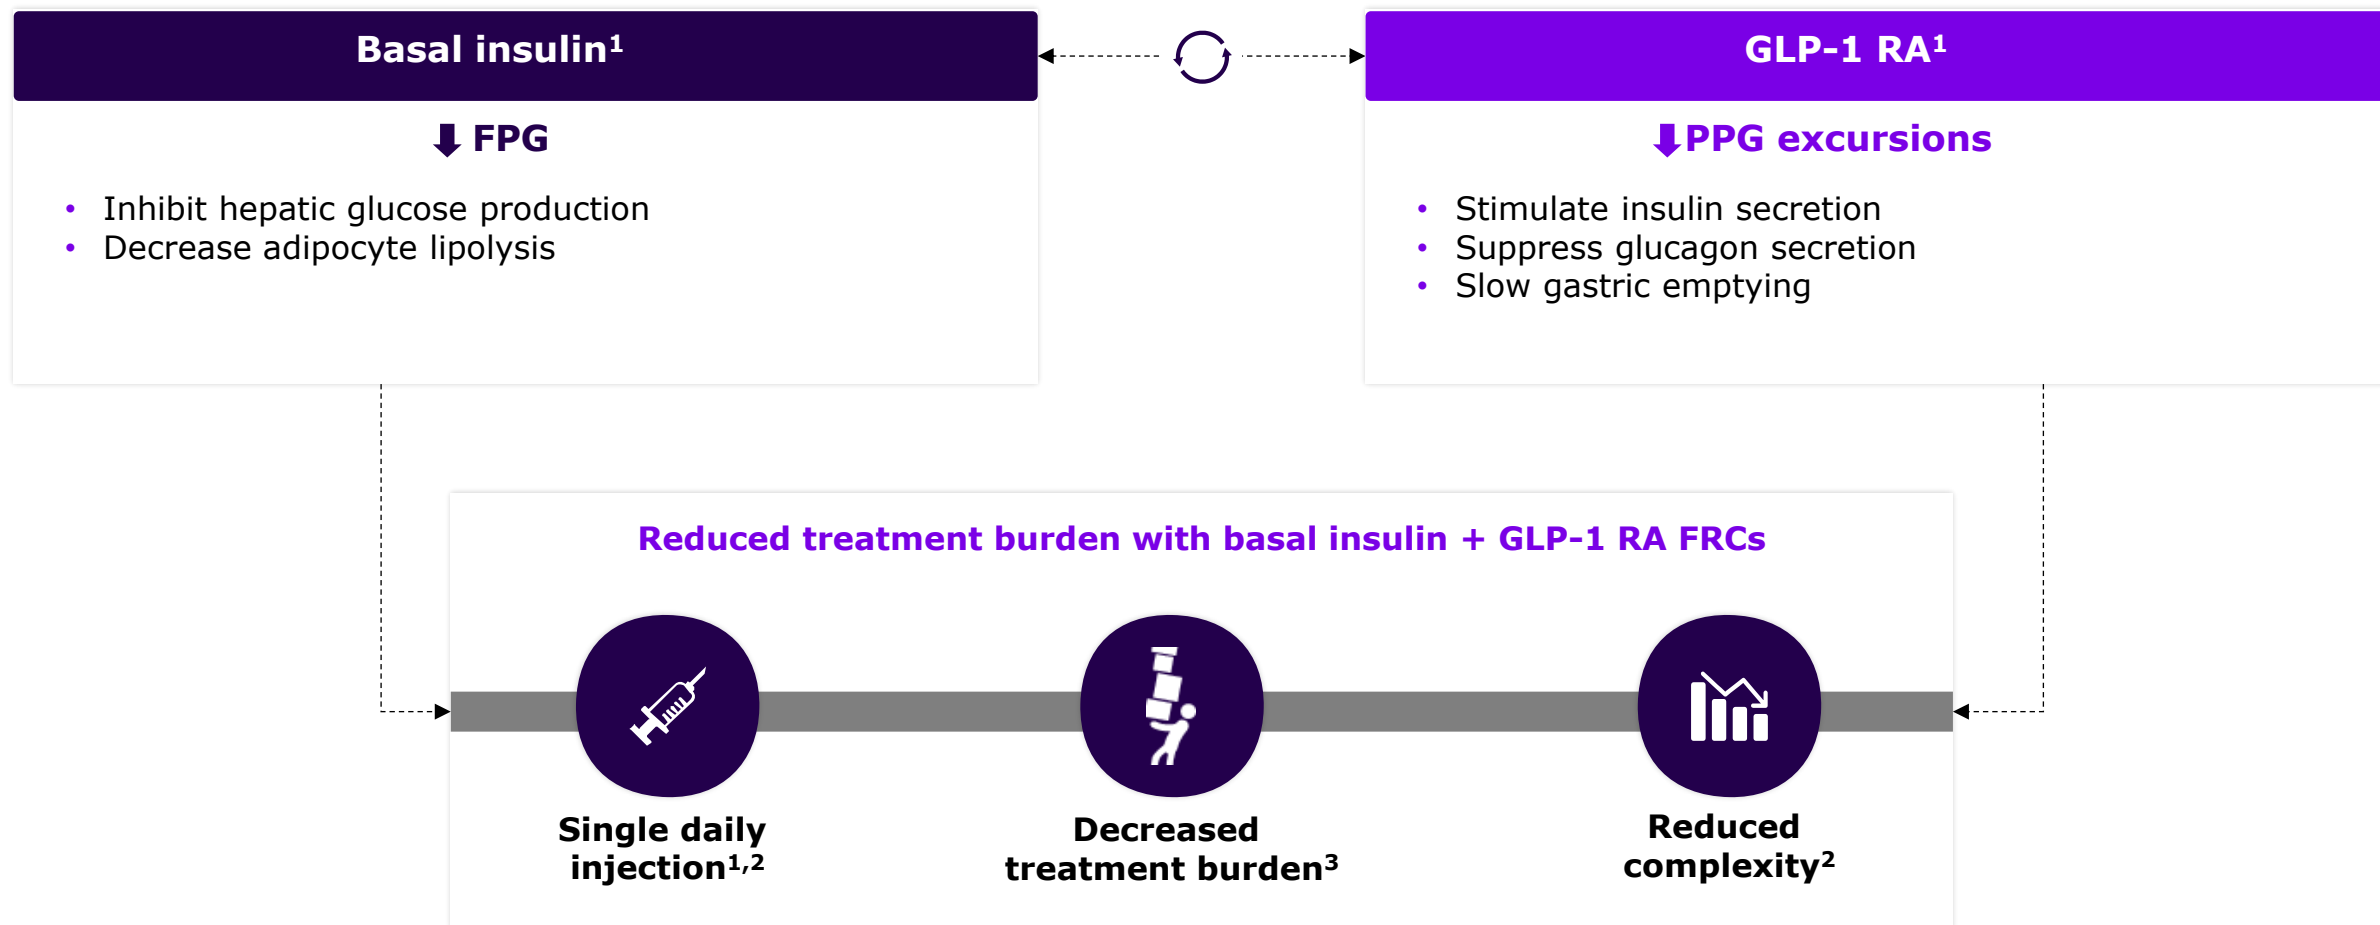 Basal insulin¹
GLP-1 RA¹
FPG
• Inhibit hepatic glucose production
• Decrease adipocyte lipolysis
PPG excursions
• Stimulate insulin secretion
• Suppress glucagon secretion
• Slow gastric emptying
Reduced treatment burden with basal insulin + GLP-1 RA FRCs
Single daily
injection¹,²
Decreased
treatment burden³
Reduced
complexity²